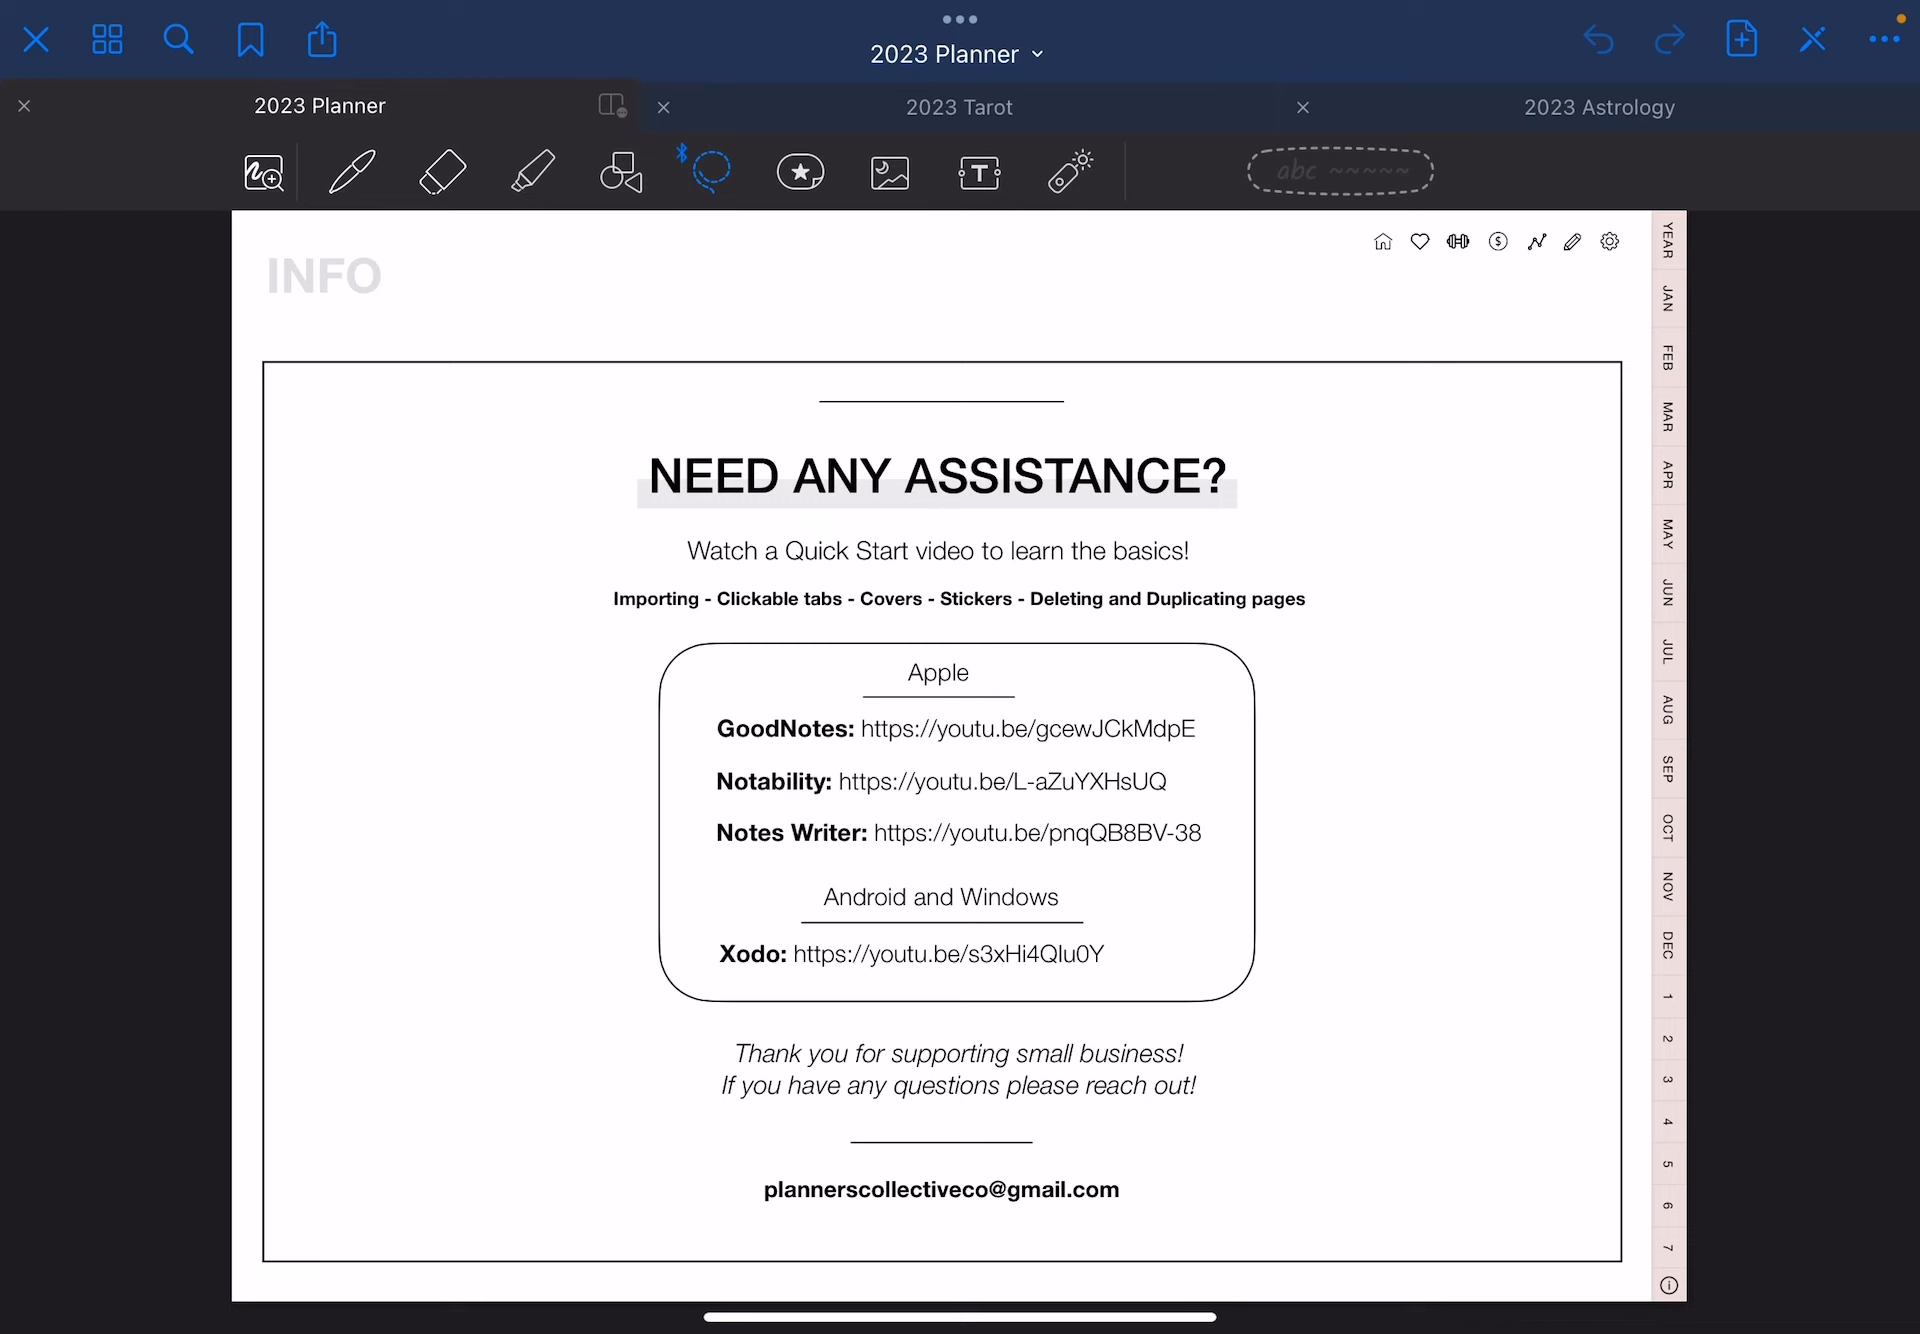 2023 Planner
2023 Planner
2023 Tarot
2023 Astrology
abc
INFO
$
YEAR
JAN
FEB
MAR
APR
MAY
JUN
JUL
AUG
SEP
OCT
NOV
DEC
1
2
3
4
5
6
7
NEED ANY ASSISTANCE?
Watch a Quick Start video to learn the basics!
Importing - Clickable tabs - Covers - Stickers - Deleting and Duplicating pages
Apple
GoodNotes: https://youtu.be/gcewJCkMdpE
Notability: https://youtu.be/L-aZuYXHsUQ
Notes Writer: https://youtu.be/pnqQB8BV-38
Android and Windows
Xodo: https://youtu.be/s3xHi4QIu0Y
Thank you for supporting small business!
If you have any questions please reach out!
plannerscollectiveco@gmail.com